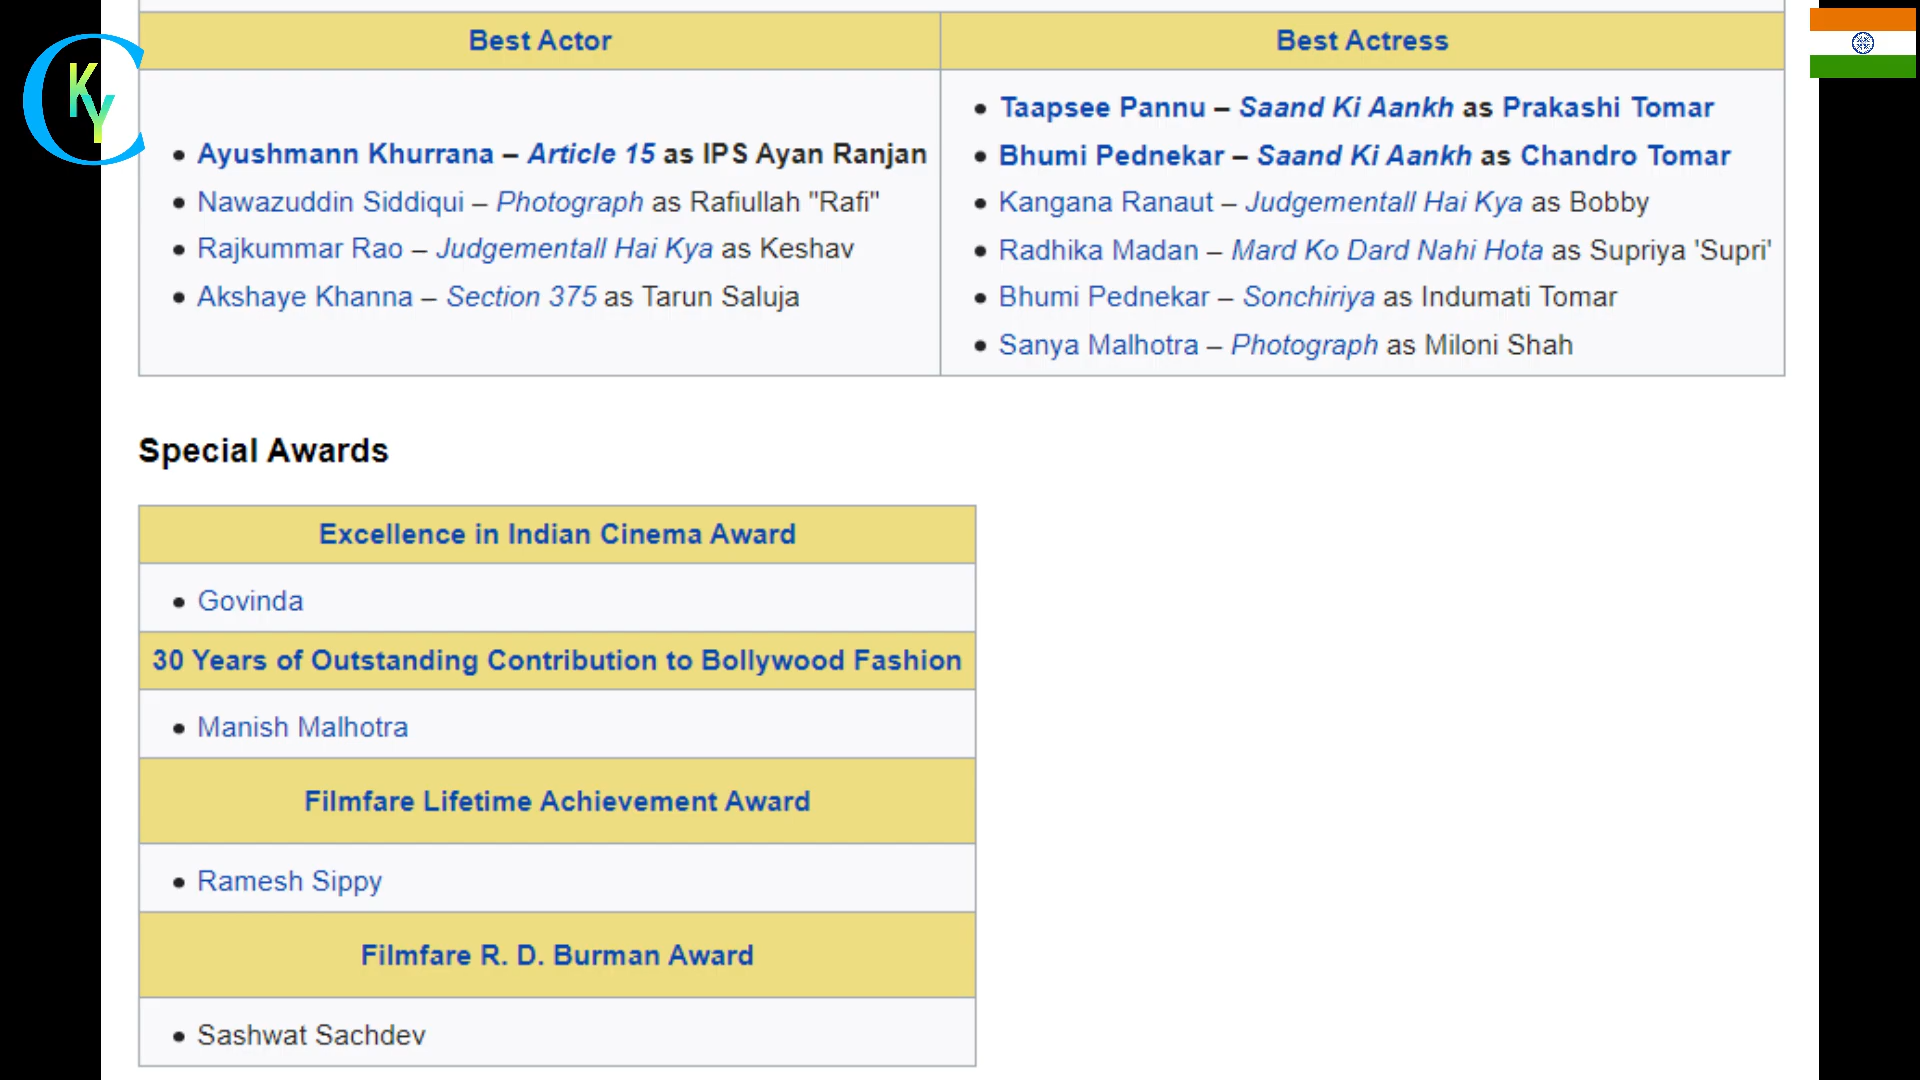 CKY
Best Actor
Best Actress
• Ayushmann Khurrana – Article 15 as IPS Ayan Ranjan
• Nawazuddin Siddiqui – Photograph as Rafiullah "Rafi"
• Rajkummar Rao – Judgementall Hai Kya as Keshav
• Akshaye Khanna – Section 375 as Tarun Saluja
• Taapsee Pannu – Saand Ki Aankh as Prakashi Tomar
• Bhumi Pednekar – Saand Ki Aankh as Chandro Tomar
• Kangana Ranaut – Judgementall Hai Kya as Bobby
• Radhika Madan – Mard Ko Dard Nahi Hota as Supriya 'Supri'
• Bhumi Pednekar – Sonchiriya as Indumati Tomar
• Sanya Malhotra – Photograph as Miloni Shah
Special Awards
Excellence in Indian Cinema Award
• Govinda
30 Years of Outstanding Contribution to Bollywood Fashion
• Manish Malhotra
Filmfare Lifetime Achievement Award
• Ramesh Sippy
Filmfare R. D. Burman Award
• Sashwat Sachdev